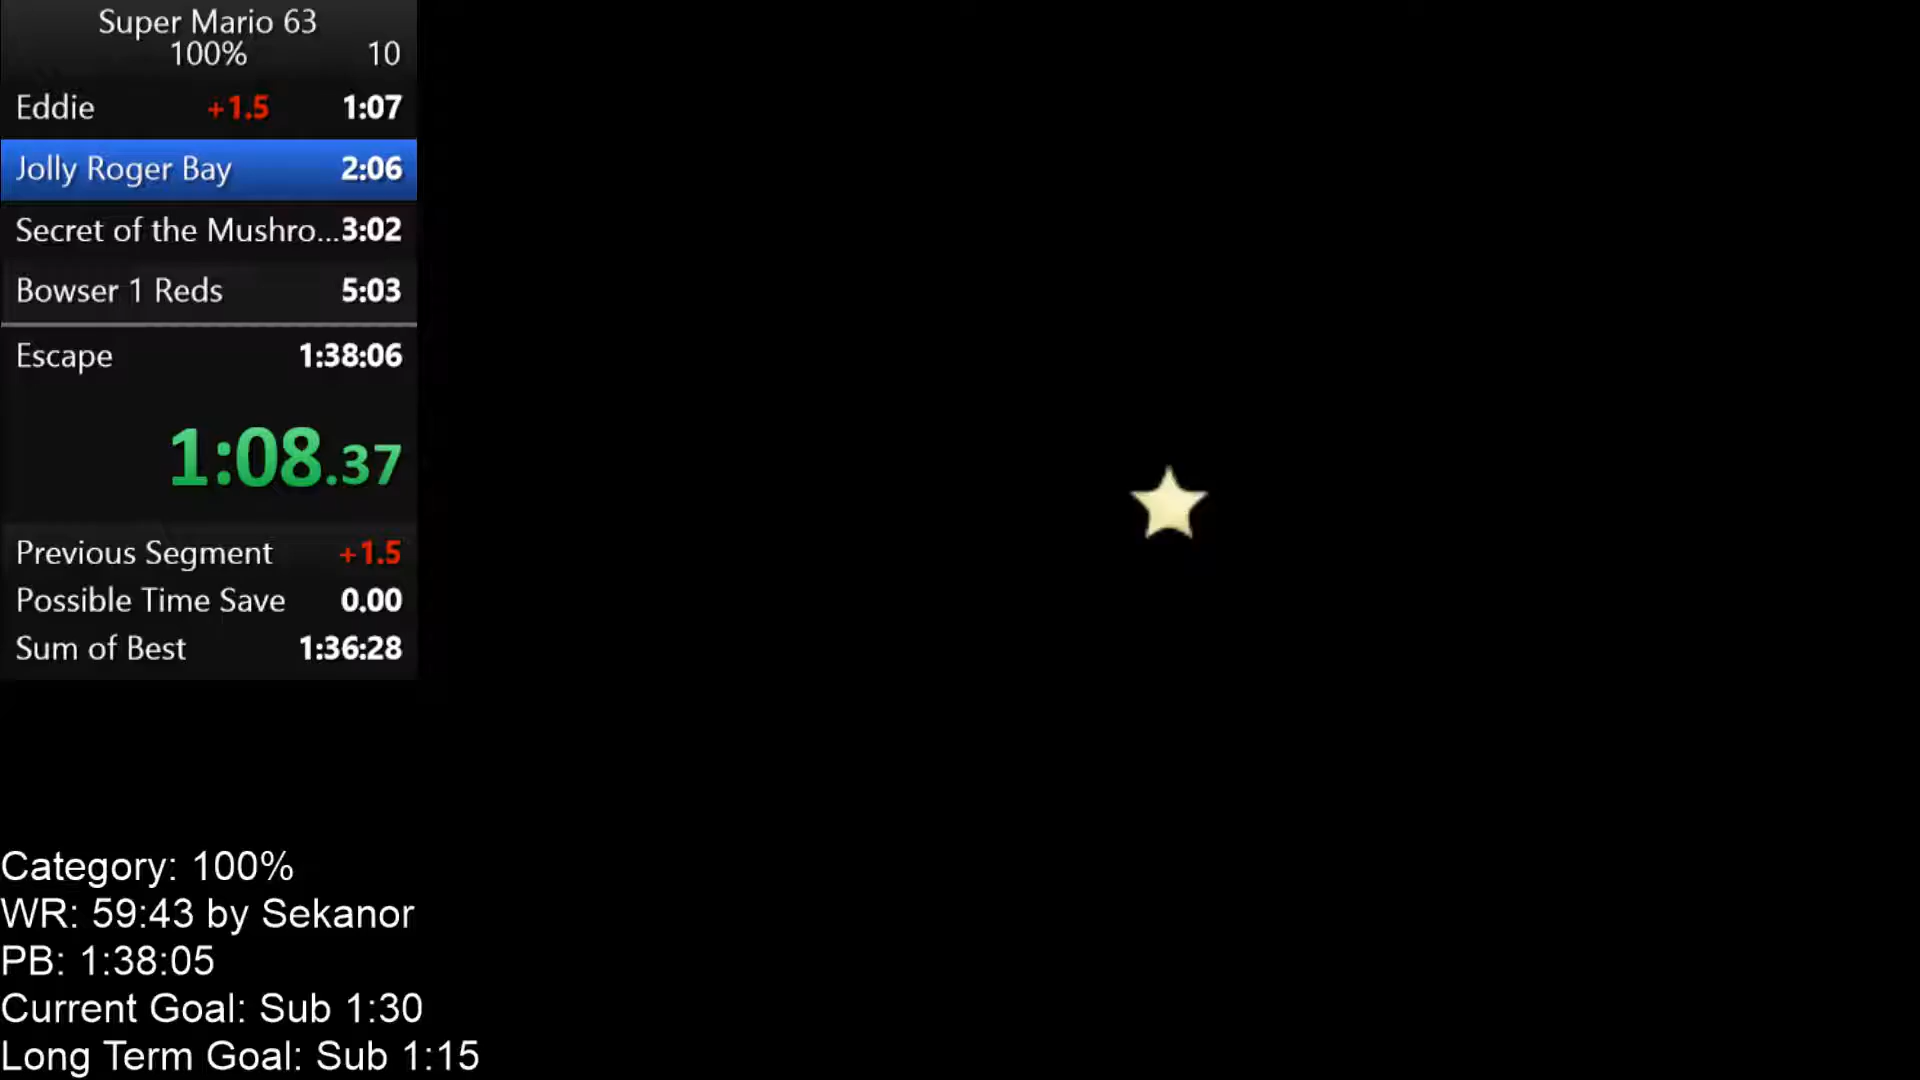 Super Mario 63
100% 10
Eddie +1.5 1:07
Jolly Roger Bay 2:06
Secret of the Mushro... 3:02
Bowser 1 Reds 5:03
Escape 1:38:06
1:08.37
Previous Segment +1.5
Possible Time Save 0.00
Sum of Best 1:36:28
Category: 100%
WR: 59:43 by Sekanor
PB: 1:38:05
Current Goal: Sub 1:30
Long Term Goal: Sub 1:15